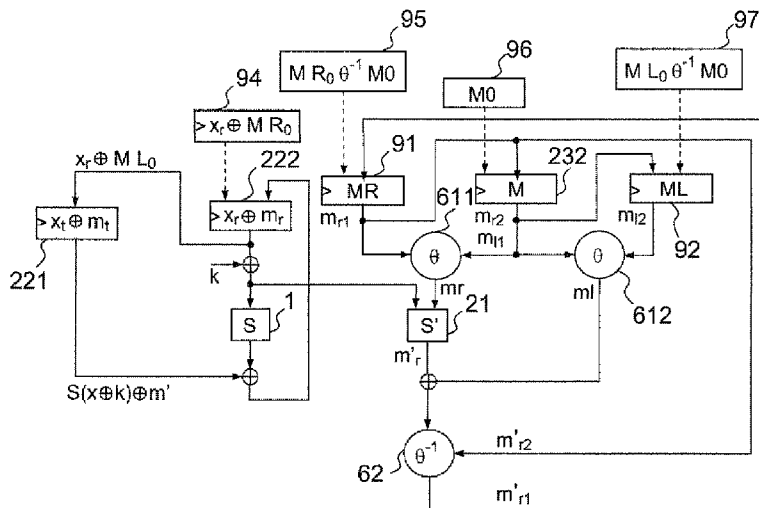 95
97
96
94
M R₀ θ⁻¹ M0
M0
M L₀ θ⁻¹ M0
> xᵣ ⊕ M R₀
xᵣ ⊕ M L₀
222
91
611
232
> xₜ ⊕ mₜ
> xᵣ ⊕ mᵣ
> MR
> M
> ML
mᵣ₁
mᵣ₂
mₗ₁
mₗ₂
92
221
k
θ
θ
mr
ml
612
1
21
S
S'
m'ᵣ
S(x⊕k)⊕m'
62
θ⁻¹
m'ᵣ₂
m'ᵣ₁